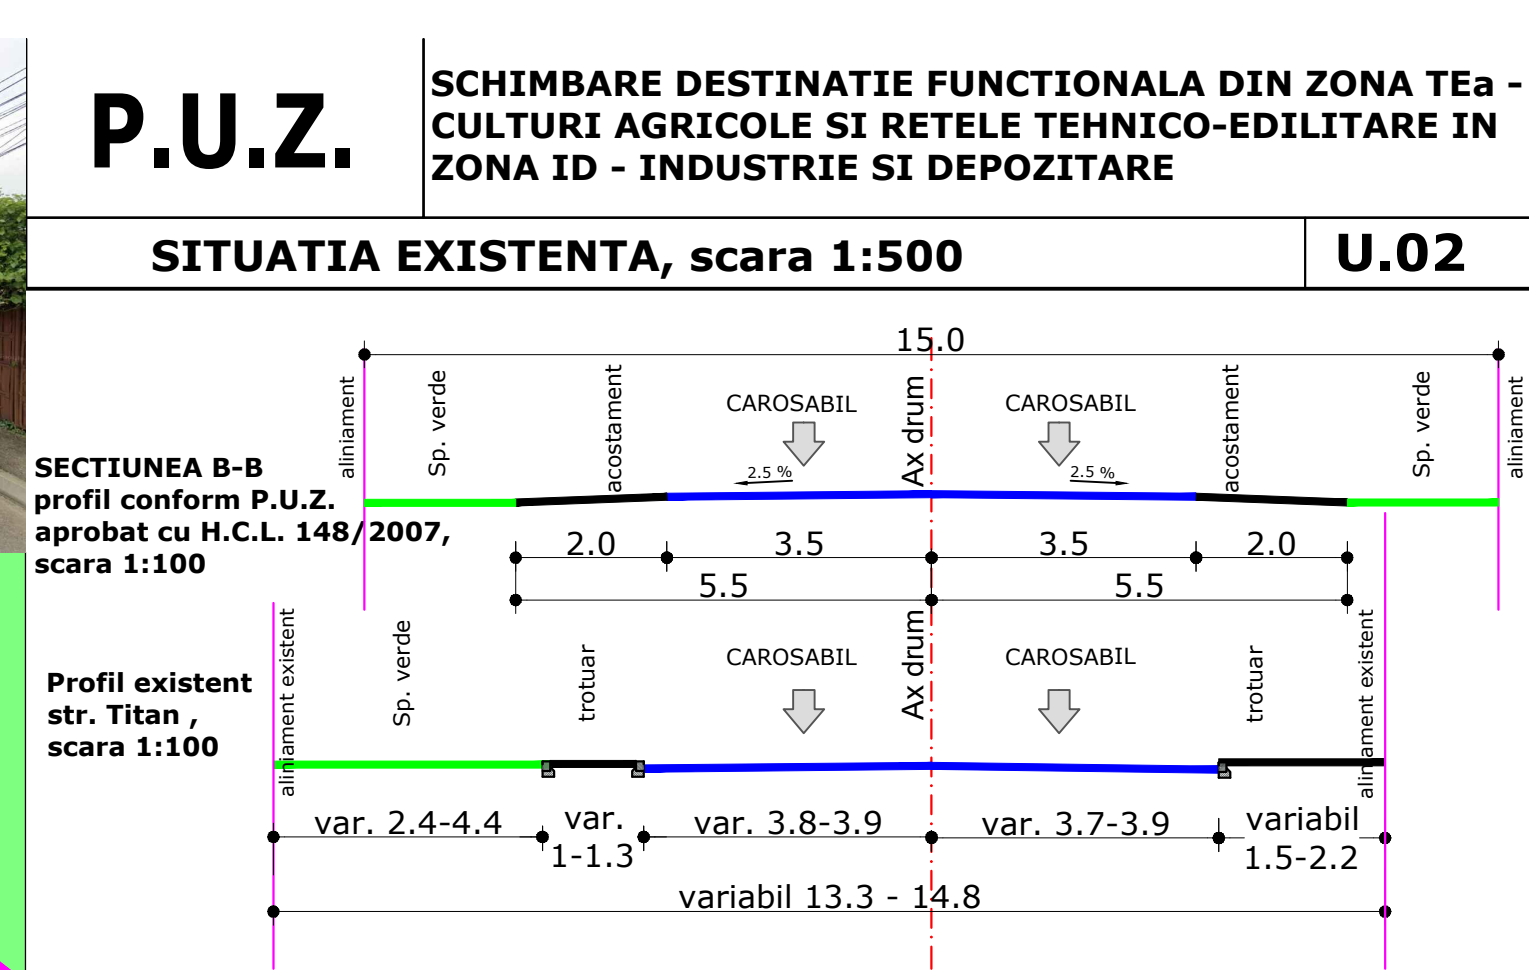 P.U.Z.
SCHIMBARE DESTINATIE FUNCTIONALA DIN ZONA TEa -
CULTURI AGRICOLE SI RETELE TEHNICO-EDILITARE IN
ZONA ID - INDUSTRIE SI DEPOZITARE
SITUATIA EXISTENTA, scara 1:500
U.02
15.0
aliniament
Sp. verde
acostament
CAROSABIL
Ax drum
CAROSABIL
acostament
Sp. verde
aliniament
2.5 %
2.5 %
SECTIUNEA B-B
profil conform P.U.Z.
aprobat cu H.C.L. 148/2007,
scara 1:100
2.0
3.5
3.5
2.0
5.5
5.5
Profil existent
str. Titan ,
scara 1:100
aliniament existent
Sp. verde
trotuar
CAROSABIL
Ax drum
CAROSABIL
trotuar
aliniament existent
var. 2.4-4.4
var.
1-1.3
var. 3.8-3.9
var. 3.7-3.9
variabil
1.5-2.2
variabil 13.3 - 14.8